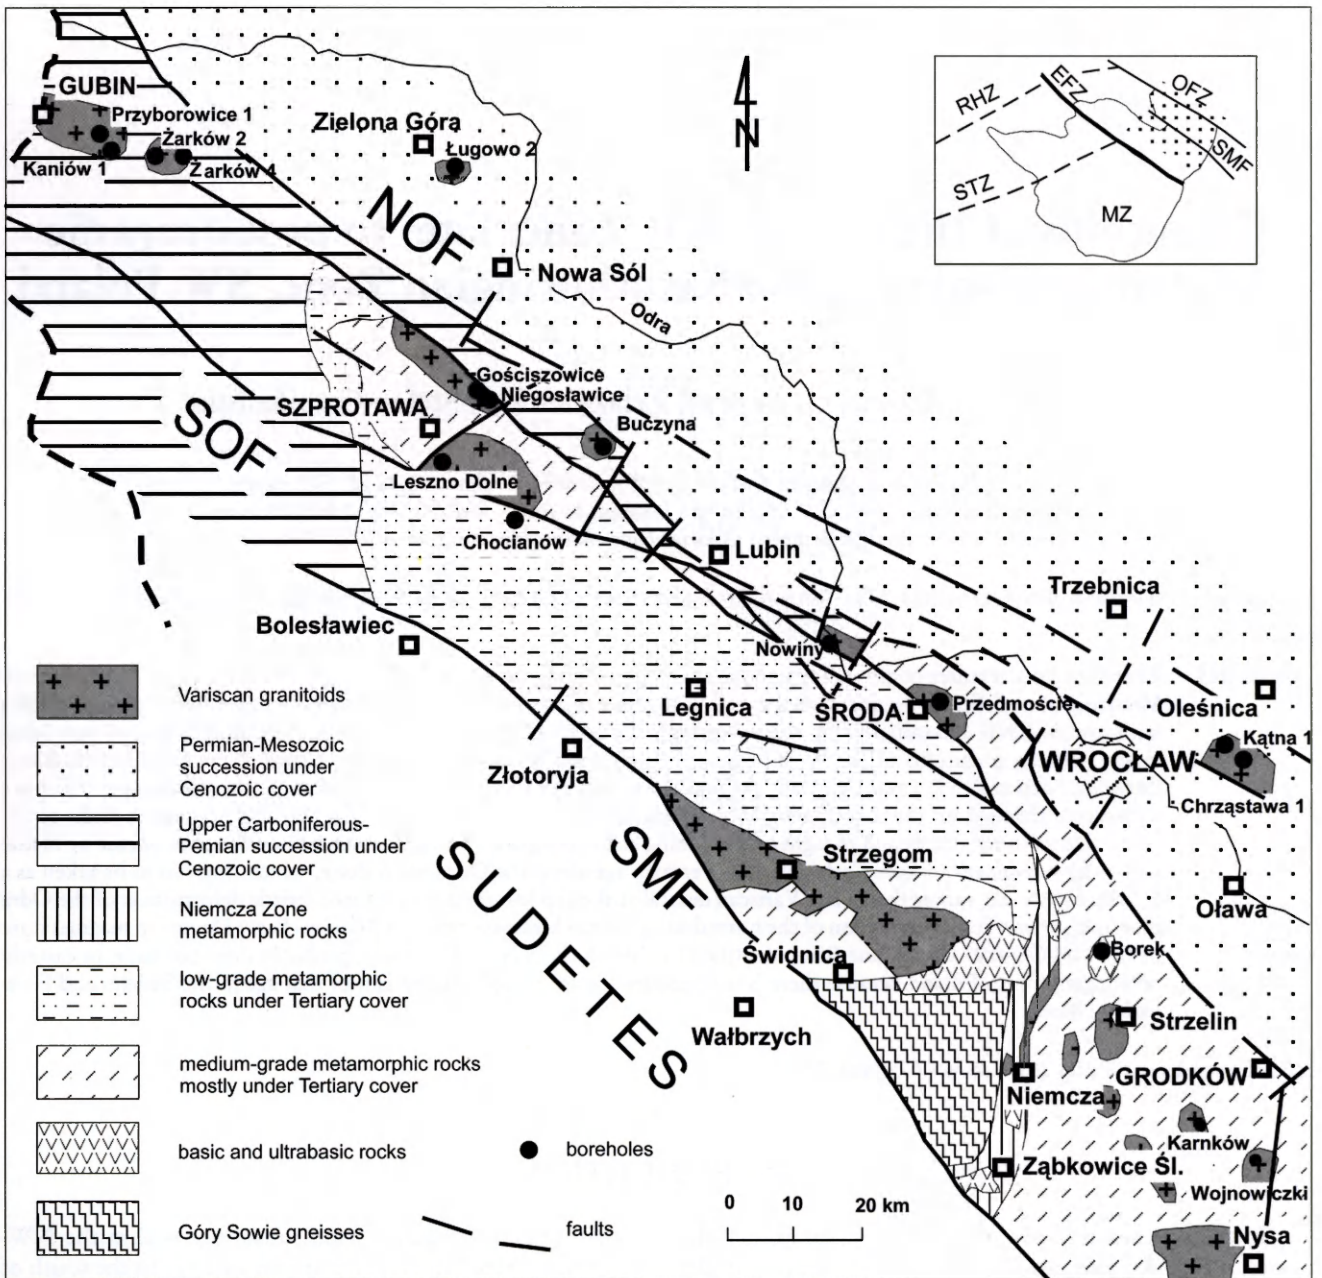 GUBIN
Przyborowice 1
Żarków 2
Kaniów 1
Żarków 4
Zielona Góra
Ługowo 2
N
RHZ
EFZ
OFZ
SMF
STZ
MZ
NOF
Nowa Sól
Odra
SOF
Gościszowice
Niegosławice
SZPROTAWA
Buczyna
Leszno Dolne
Chocianów
Lubin
Trzebnica
Bolesławiec
Nowiny
Legnica
ŚRODA
Przedmoście
Oleśnica
Kątna 1
WROCŁAW
Chrząstawa 1
Złotoryja
SMF
SUDETES
Strzegom
Oława
Świdnica
Borek
Wałbrzych
Strzelin
GRODKÓW
Niemcza
Karnków
Ząbkowice Śl.
Wojnowiczki
Nysa
Variscan granitoids
Permian-Mesozoic
succession under
Cenozoic cover
Upper Carboniferous-
Pemian succession under
Cenozoic cover
Niemcza Zone
metamorphic rocks
low-grade metamorphic
rocks under Tertiary cover
medium-grade metamorphic rocks
mostly under Tertiary cover
basic and ultrabasic rocks
Góry Sowie gneisses
boreholes
faults
0 10 20 km